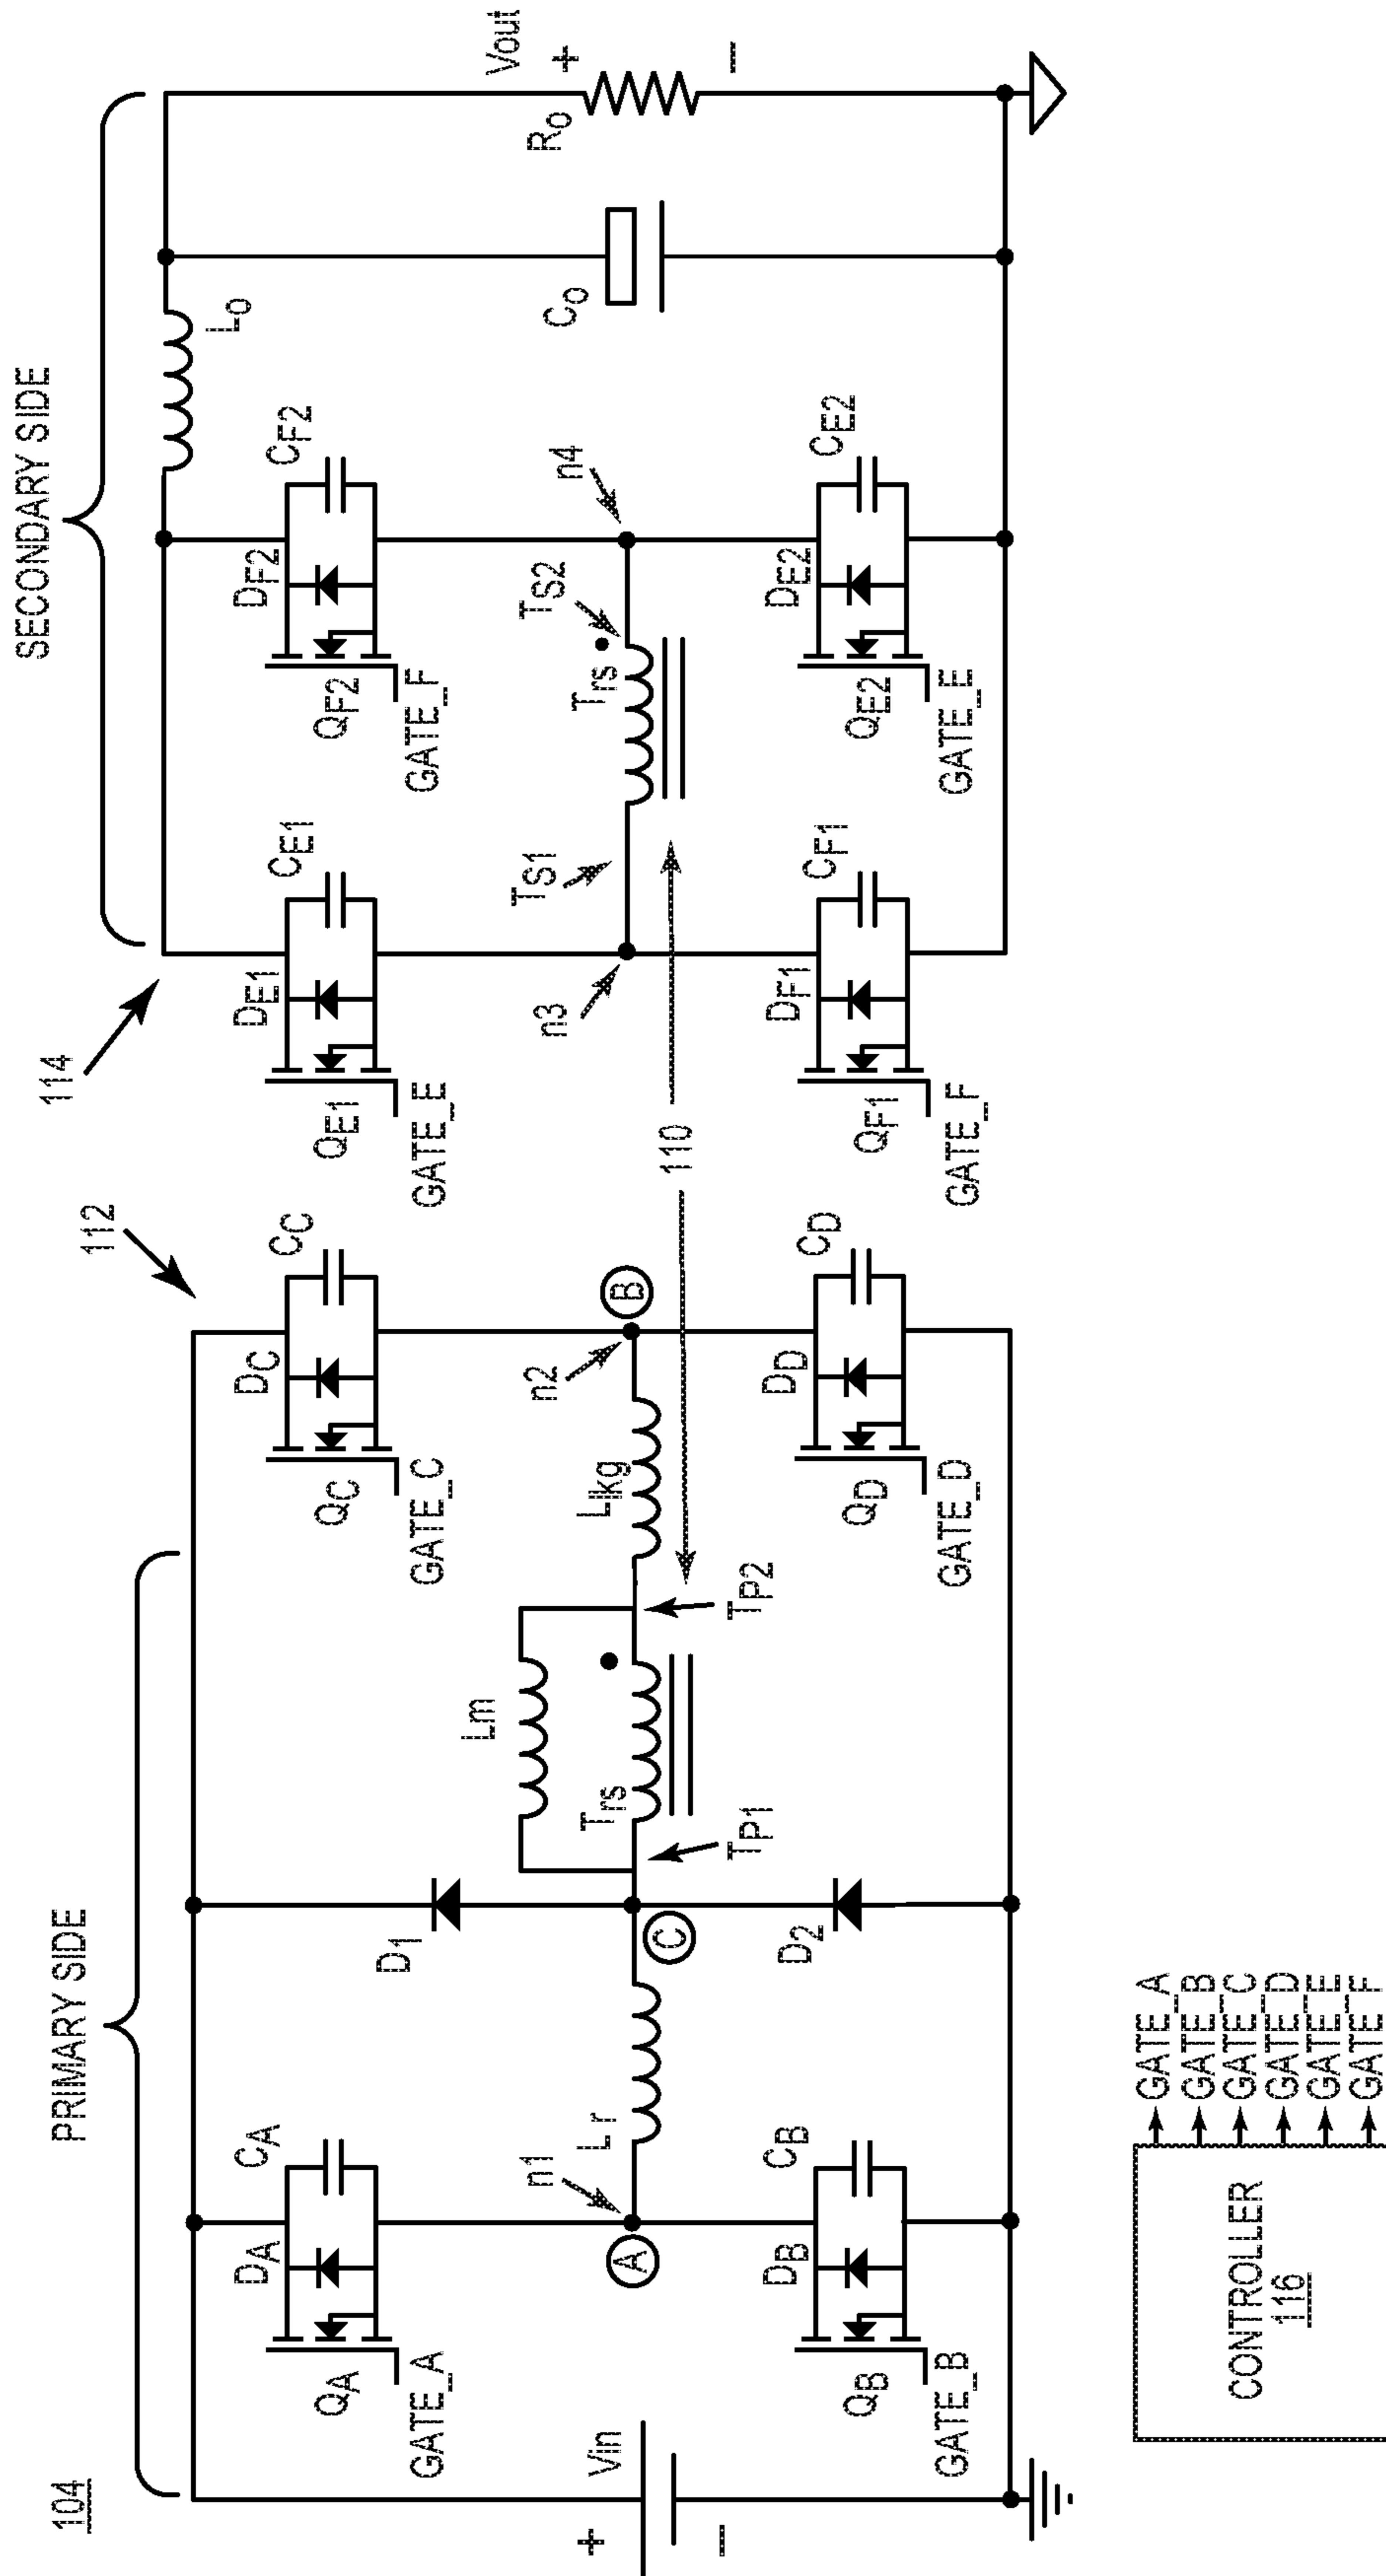 104
PRIMARY SIDE
112
114
SECONDARY SIDE
Vin
+
−
QA
GATE_A
DA
CA
QB
GATE_B
DB
CB
n1
A
Lr
C
D1
D2
Lm
Trs
TP1
TP2
Llkg
n2
B
QC
GATE_C
DC
CC
QD
GATE_D
DD
CD
110
QE1
GATE_E
DE1
CE1
QF1
GATE_F
DF1
CF1
n3
TS1
Trs
TS2
n4
QF2
GATE_F
DF2
CF2
QE2
GATE_E
DE2
CE2
Lo
Co
Ro
Vout
+
−
CONTROLLER
116
GATE_A
GATE_B
GATE_C
GATE_D
GATE_E
GATE_F